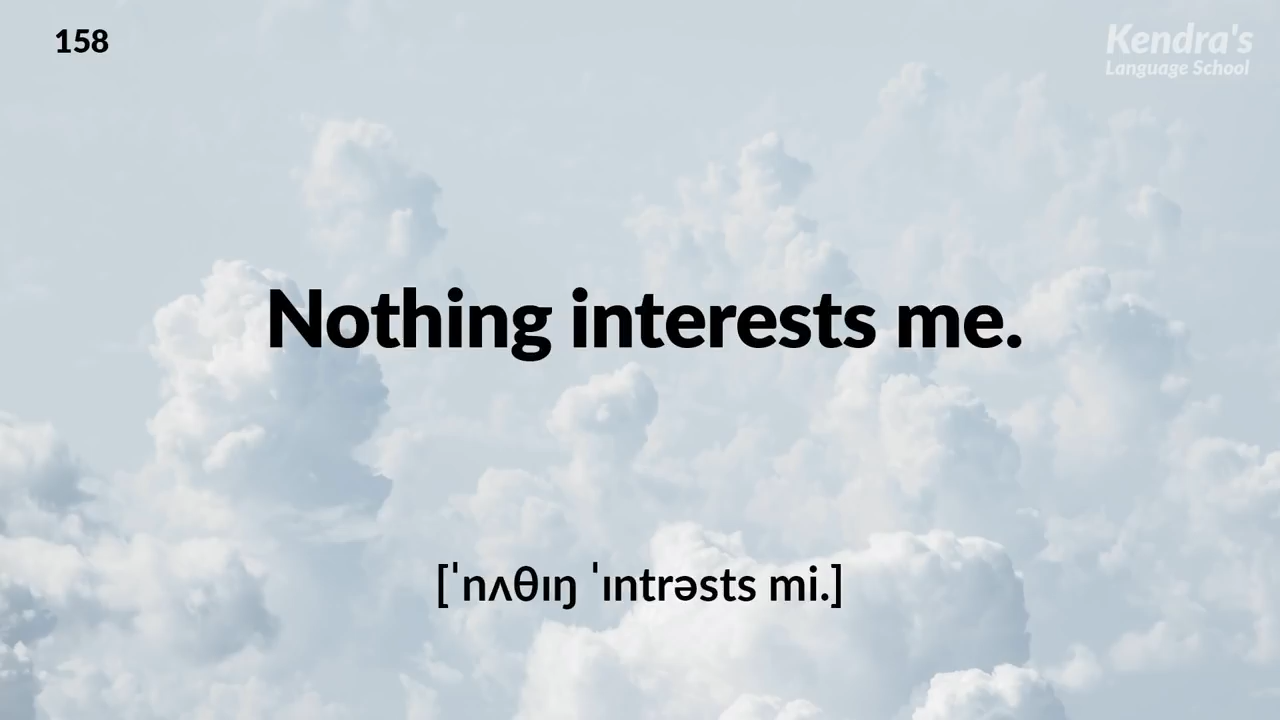 158
Kendra's
Language School
Nothing interests me.
[ˈnʌθɪŋ ˈɪntrəsts mi.]